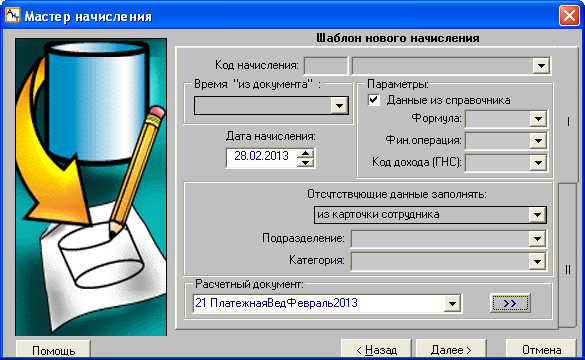 Мастер начисления
Шаблон нового начисления
Код начисления:
Время "из документа" :
Параметры:
Данные из справочника
Формула:
Фин.операция:
Код дохода (ГНС):
Дата начисления:
28.02.2013
I
Отсутствующие данные заполнять:
из карточки сотрудника
Подразделение:
Категория:
II
Расчетный документ:
21 ПлатежнаяВедФевраль2013
>>
Помощь
< Назад
Далее >
Отмена